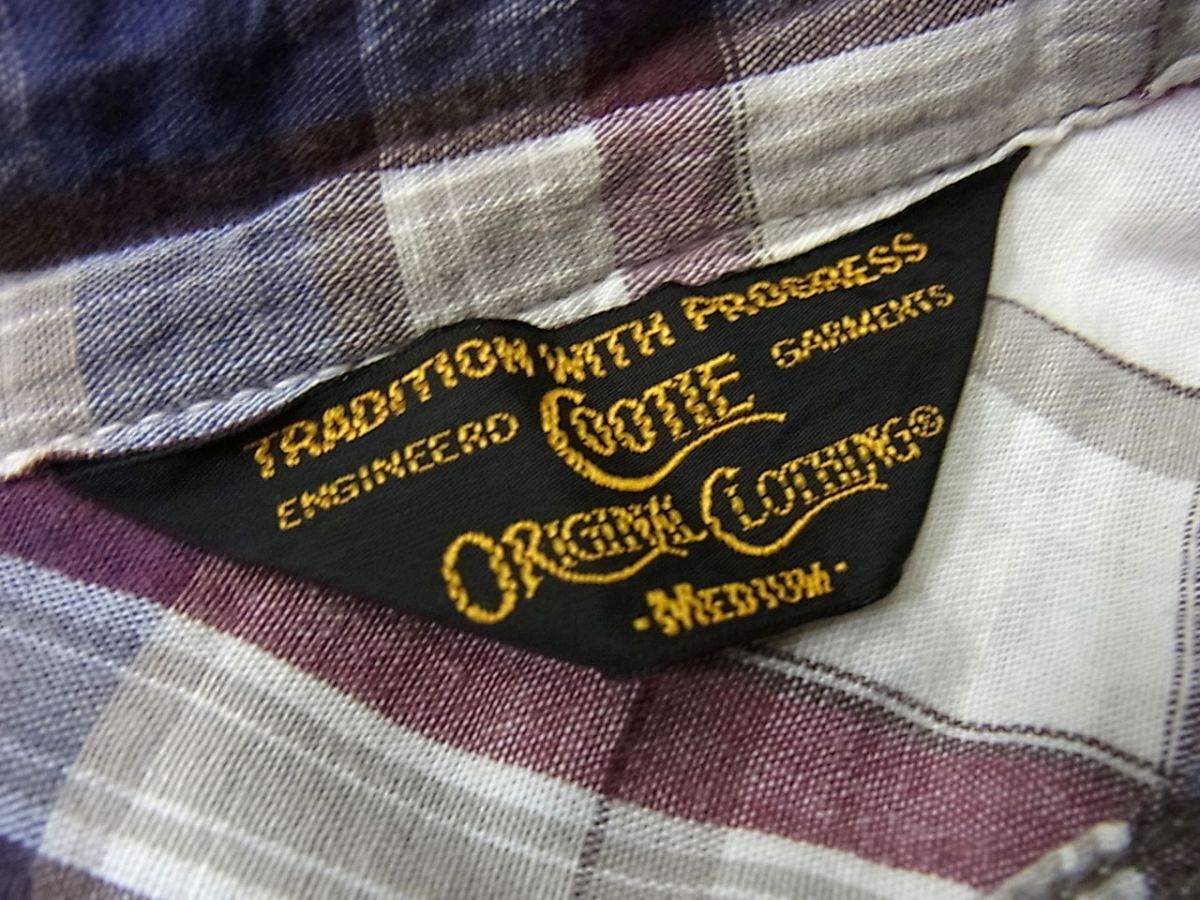 TRADITION WITH PROGRESS
ENGINEERD COOTIE GARMENTS
ORIGINAL CLOTHING®
-MEDIUM-